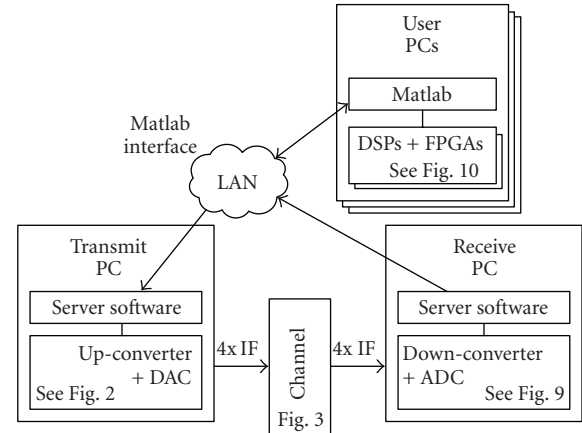 User
PCs
Matlab
DSPs + FPGAs
See Fig. 10
Matlab
interface
LAN
Transmit
PC
Server software
Up-converter
+ DAC
See Fig. 2
4x IF
Channel
Fig. 3
4x IF
Receive
PC
Server software
Down-converter
+ ADC
See Fig. 9